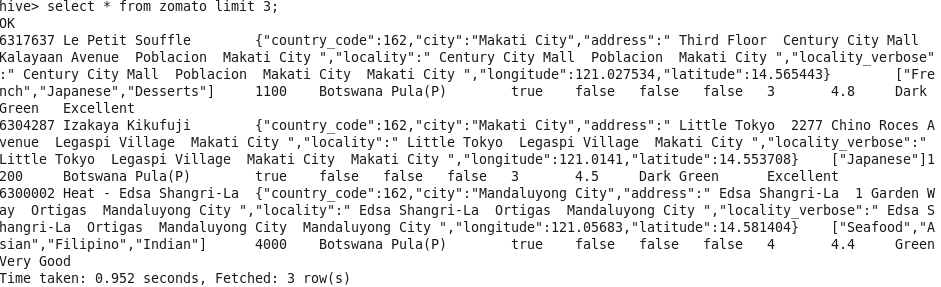 hive> select * from zomato limit 3;
OK
6317637 Le Petit Souffle        {"country_code":162,"city":"Makati City","address":" Third Floor  Century City Mall
Kalayaan Avenue  Poblacion  Makati City ","locality":" Century City Mall  Poblacion  Makati City ","locality_verbose"
:" Century City Mall  Poblacion  Makati City  Makati City ","longitude":121.027534,"latitude":14.565443}        ["Fre
nch","Japanese","Desserts"]     1100    Botswana Pula(P)        true    false   false   false   3       4.8     Dark
Green   Excellent
6304287 Izakaya Kikufuji        {"country_code":162,"city":"Makati City","address":" Little Tokyo  2277 Chino Roces A
venue  Legaspi Village  Makati City ","locality":" Little Tokyo  Legaspi Village  Makati City ","locality_verbose":"
Little Tokyo  Legaspi Village  Makati City  Makati City ","longitude":121.0141,"latitude":14.553708}    ["Japanese"]1
200     Botswana Pula(P)        true    false   false   false   3       4.5     Dark Green      Excellent
6300002 Heat - Edsa Shangri-La  {"country_code":162,"city":"Mandaluyong City","address":" Edsa Shangri-La  1 Garden W
ay  Ortigas  Mandaluyong City ","locality":" Edsa Shangri-La  Ortigas  Mandaluyong City ","locality_verbose":" Edsa S
hangri-La  Ortigas  Mandaluyong City  Mandaluyong City ","longitude":121.05683,"latitude":14.581404}    ["Seafood","A
sian","Filipino","Indian"]      4000    Botswana Pula(P)        true    false   false   false   4       4.4     Green
Very Good
Time taken: 0.952 seconds, Fetched: 3 row(s)